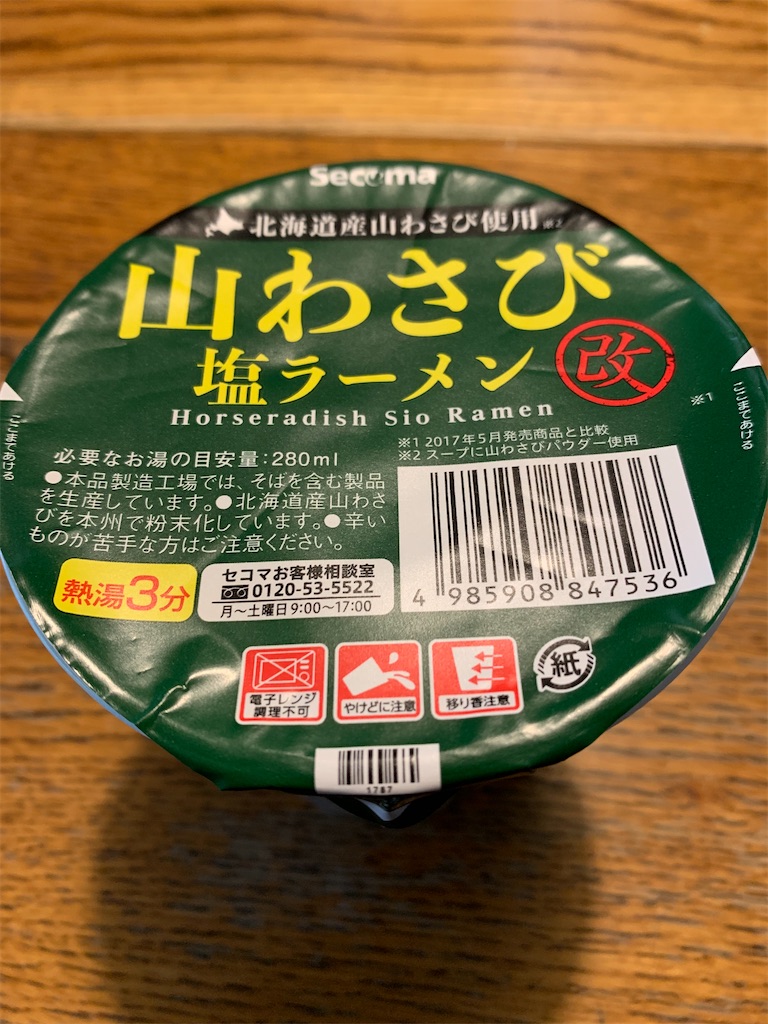 Secoma
北海道産山わさび使用 ※2
山わさび
塩ラーメン 改
※1
Horseradish Sio Ramen
ここまであける
ここまであける
必要なお湯の目安量:280ml
●本品製造工場では、そばを含む製品
を生産しています。●北海道産山わさ
びを本州で粉末化しています。●辛い
ものが苦手な方はご注意ください。
※1 2017年5月発売商品と比較
※2 スープに山わさびパウダー使用
4 985908 847536
熱湯3分
セコマお客様相談室
0120-53-5522
月～土曜日9:00～17:00
電子レンジ
調理不可
やけどに注意
移り香注意
紙
1787